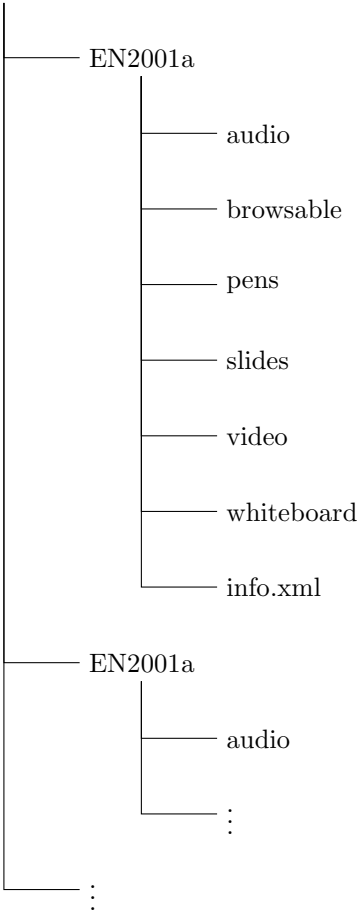 EN2001a
audio
browsable
pens
slides
video
whiteboard
info.xml
EN2001a
audio
⋮
⋮